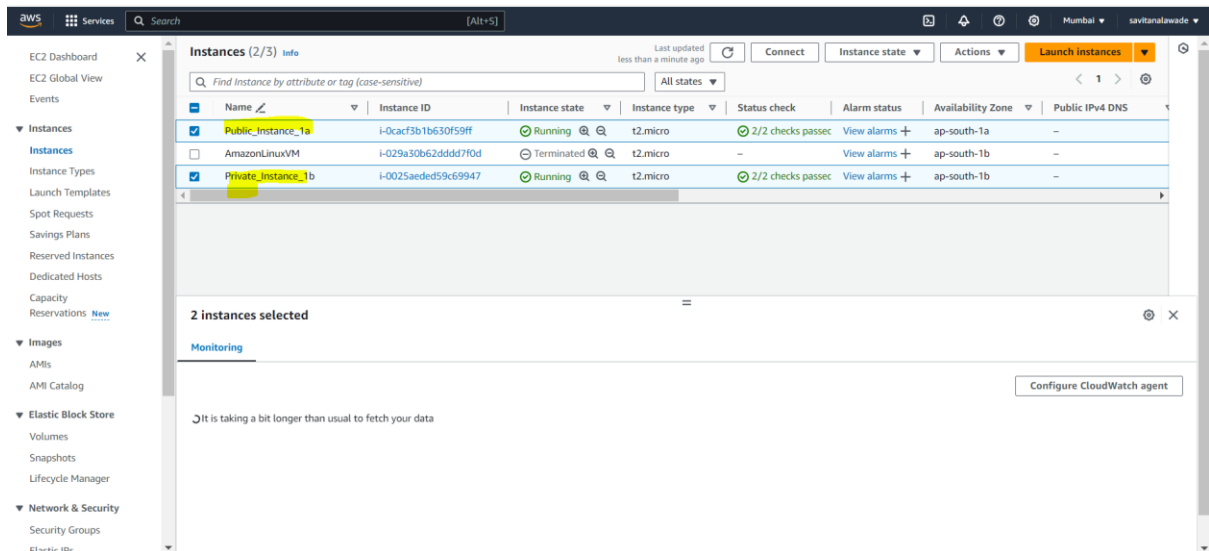 aws Services Search [Alt+S] Mumbai savitanalawade
EC2 Dashboard
EC2 Global View
Events
Instances
Instances
Instance Types
Launch Templates
Spot Requests
Savings Plans
Reserved Instances
Dedicated Hosts
Capacity
Reservations New
Images
AMIs
AMI Catalog
Elastic Block Store
Volumes
Snapshots
Lifecycle Manager
Network & Security
Security Groups
Elastic IPs
Instances (2/3) Info
Last updated
less than a minute ago
Connect Instance state Actions Launch instances
Find Instance by attribute or tag (case-sensitive) All states 1
Name Instance ID Instance state Instance type Status check Alarm status Availability Zone Public IPv4 DNS
Public_Instance_1a i-0cacf3b1b630f59ff Running t2.micro 2/2 checks passec View alarms + ap-south-1a –
AmazonLinuxVM i-029a30b62dddd7f0d Terminated t2.micro – View alarms + ap-south-1b –
Private_Instance_1b i-0025aeded59c69947 Running t2.micro 2/2 checks passec View alarms + ap-south-1b –
2 instances selected
Monitoring
Configure CloudWatch agent
It is taking a bit longer than usual to fetch your data